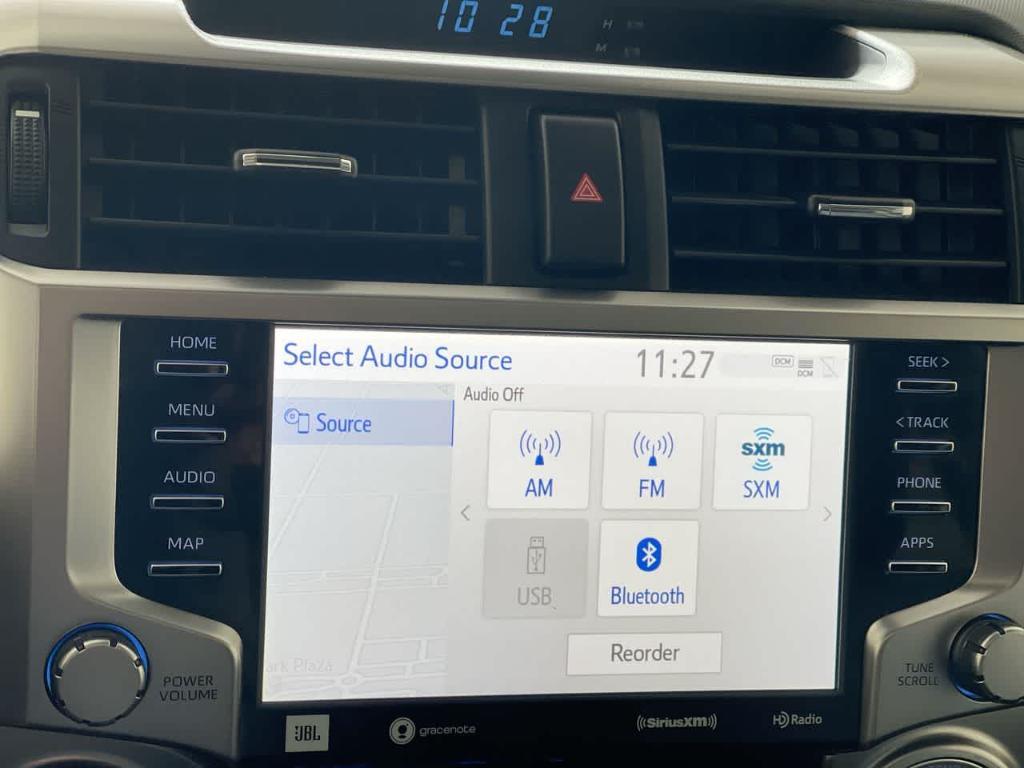 10 28
H
M
HOME
MENU
AUDIO
MAP
POWER
VOLUME
Select Audio Source
11:27
DCM
DCM
Source
Audio Off
AM
FM
sxm
SXM
USB
Bluetooth
Reorder
ark Plaza
SEEK >
< TRACK
PHONE
APPS
TUNE
SCROLL
JBL
gracenote
SiriusXM
HD Radio